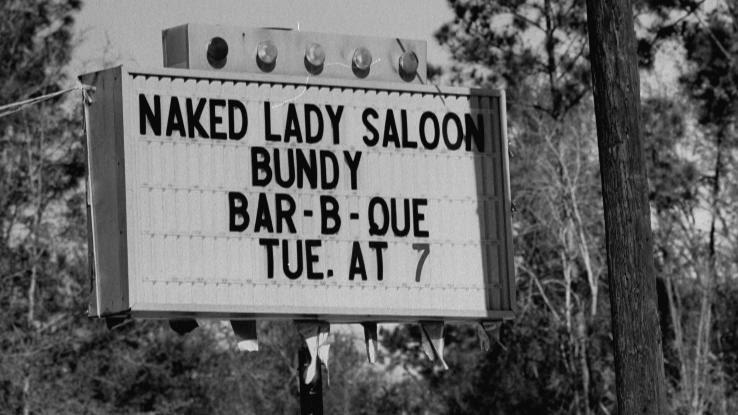 NAKED LADY SALOON
BUNDY
BAR-B-QUE
TUE. AT 7